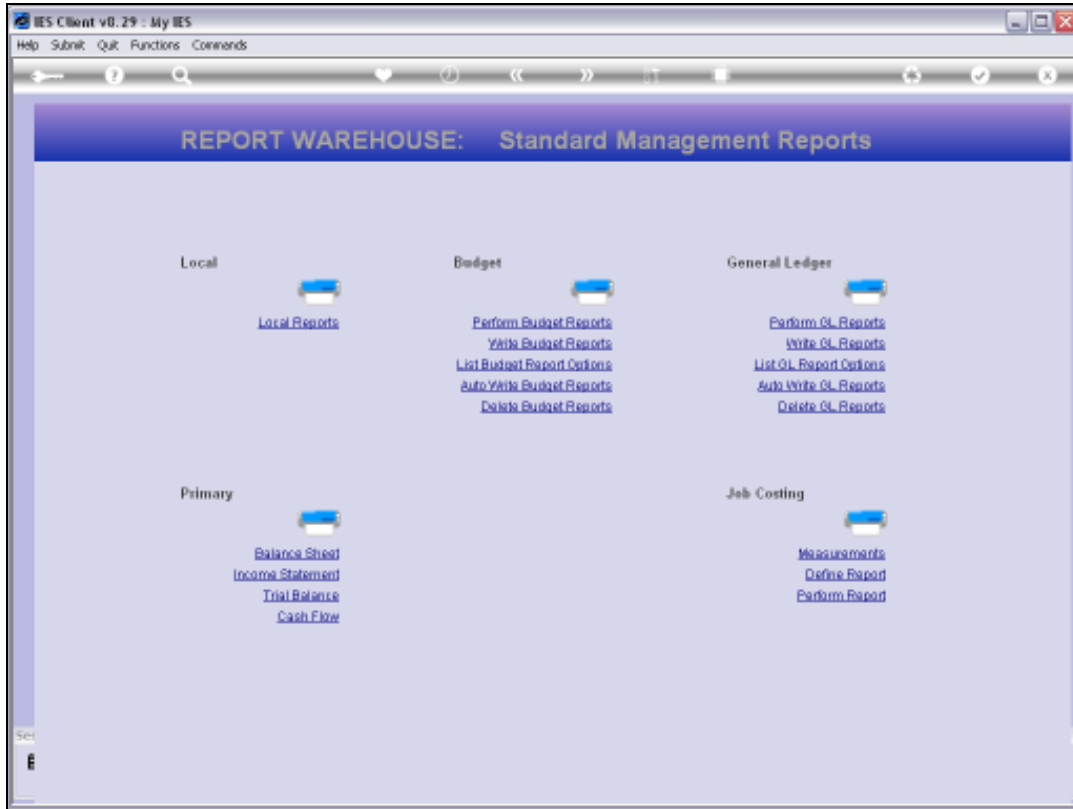 IES Client v8.29 : My IES
Help Submit Quit Functions Commands
REPORT WAREHOUSE: Standard Management Reports
Local
Local Reports
Budget
Perform Budget Reports
Write Budget Reports
List Budget Report Options
Auto Write Budget Reports
Delete Budget Reports
General Ledger
Perform GL Reports
Write GL Reports
List GL Report Options
Auto Write GL Reports
Delete GL Reports
Primary
Balance Sheet
Income Statement
Trial Balance
Cash Flow
Job Costing
Measurements
Define Report
Perform Report